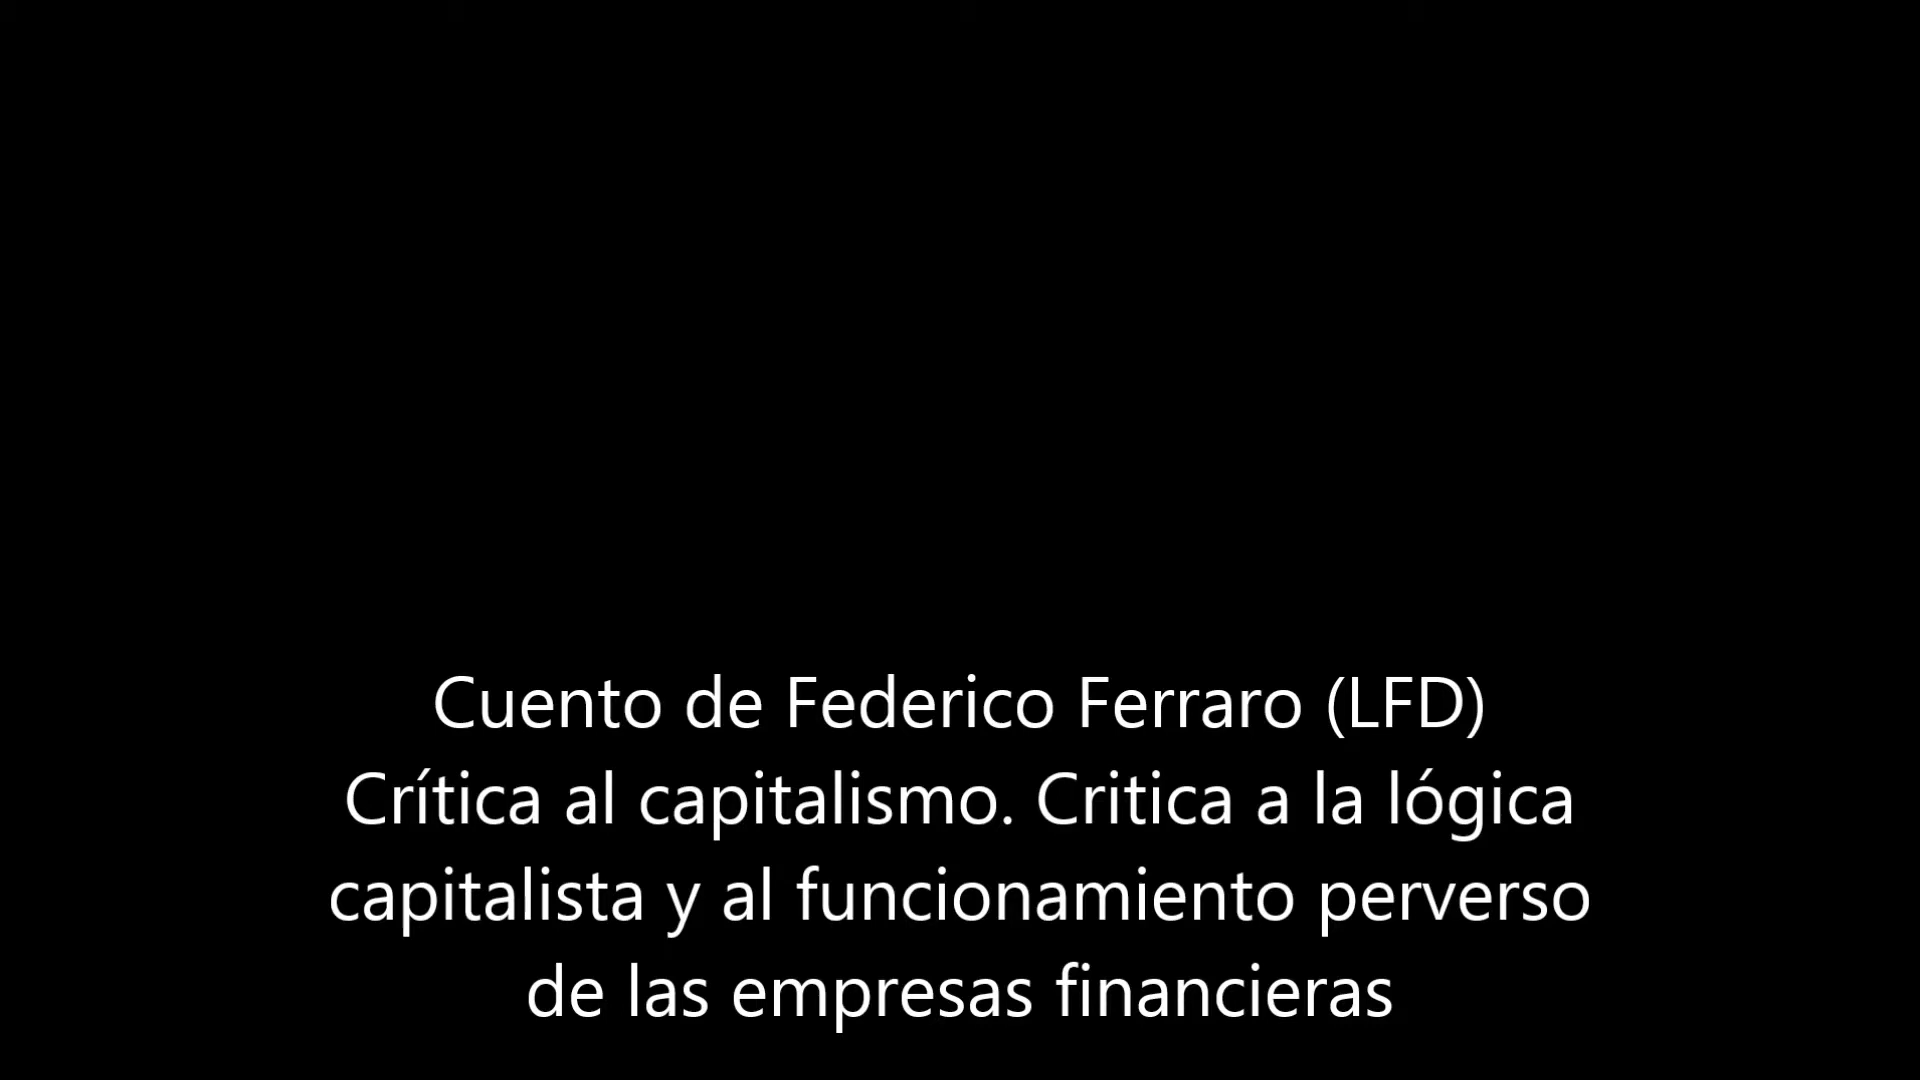 Cuento de Federico Ferraro (LFD)
Crítica al capitalismo. Critica a la lógica
capitalista y al funcionamiento perverso
de las empresas financieras